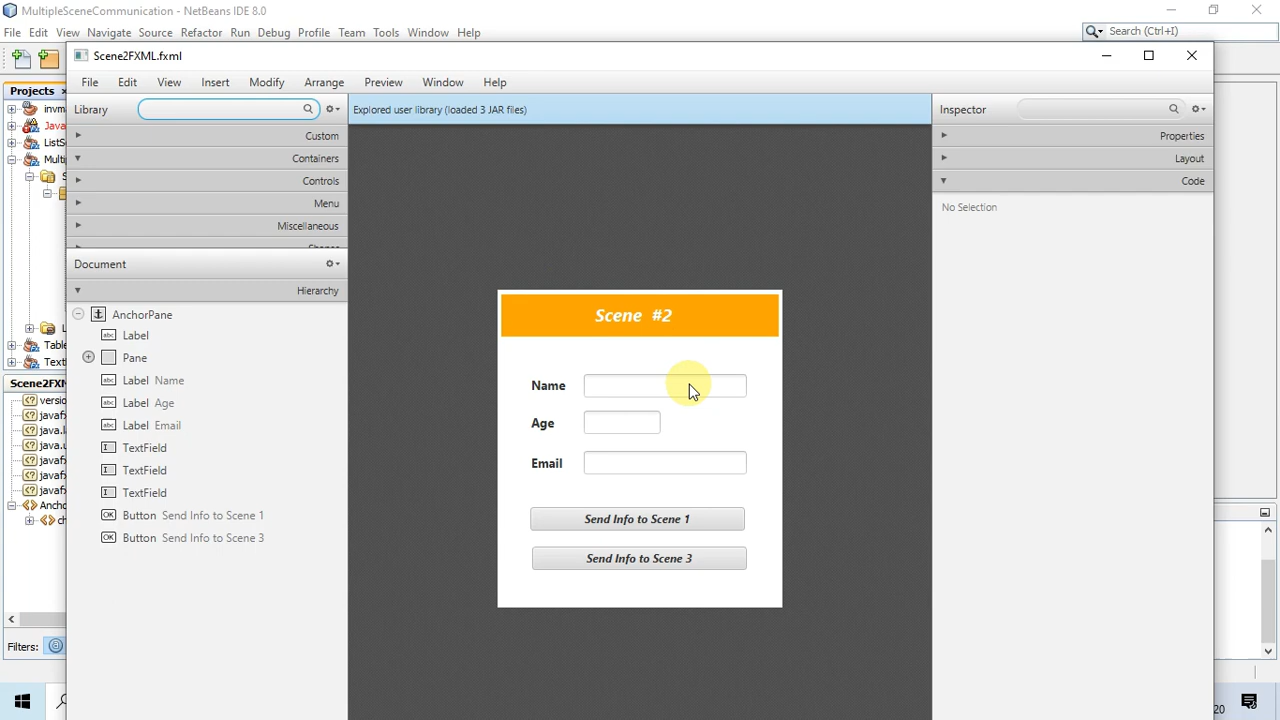 MultipleSceneCommunication - NetBeans IDE 8.0
File Edit View Navigate Source Refactor Run Debug Profile Team Tools Window Help
Search (Ctrl+I)
Scene2FXML.fxml
File Edit View Insert Modify Arrange Preview Window Help
Projects
Library
Explored user library (loaded 3 JAR files)
Inspector
Custom
Containers
Controls
Menu
Miscellaneous
Properties
Layout
Code
No Selection
Document
Hierarchy
AnchorPane
Label
Pane
Label Name
Label Age
Label Email
TextField
TextField
TextField
Button Send Info to Scene 1
Button Send Info to Scene 3
Scene #2
Name
Age
Email
Send Info to Scene 1
Send Info to Scene 3
Filters:
20